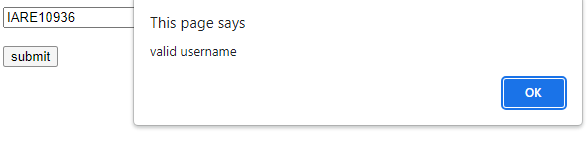 IARE10936
submit
This page says
valid username
OK